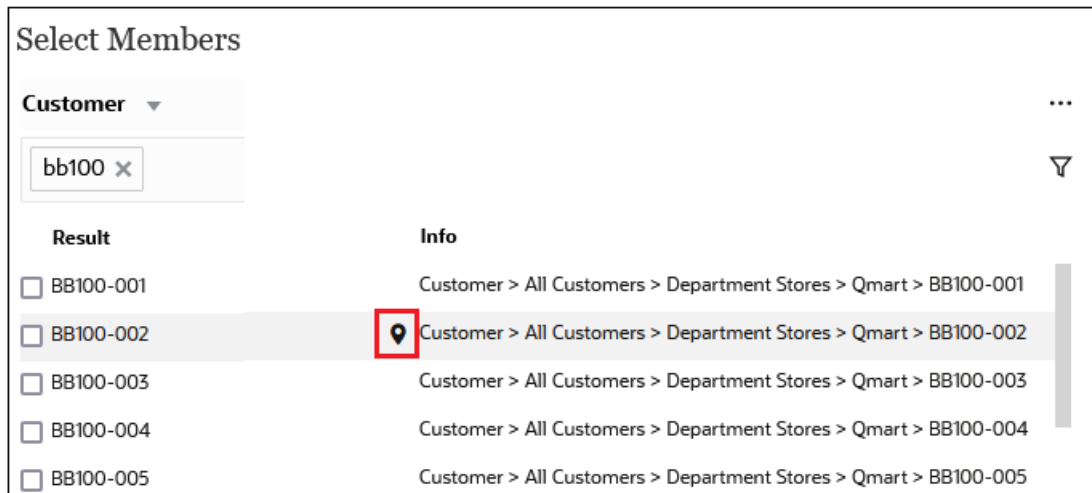 Select Members
Customer
bb100
Result Info
BB100-001 Customer > All Customers > Department Stores > Qmart > BB100-001
BB100-002 Customer > All Customers > Department Stores > Qmart > BB100-002
BB100-003 Customer > All Customers > Department Stores > Qmart > BB100-003
BB100-004 Customer > All Customers > Department Stores > Qmart > BB100-004
BB100-005 Customer > All Customers > Department Stores > Qmart > BB100-005